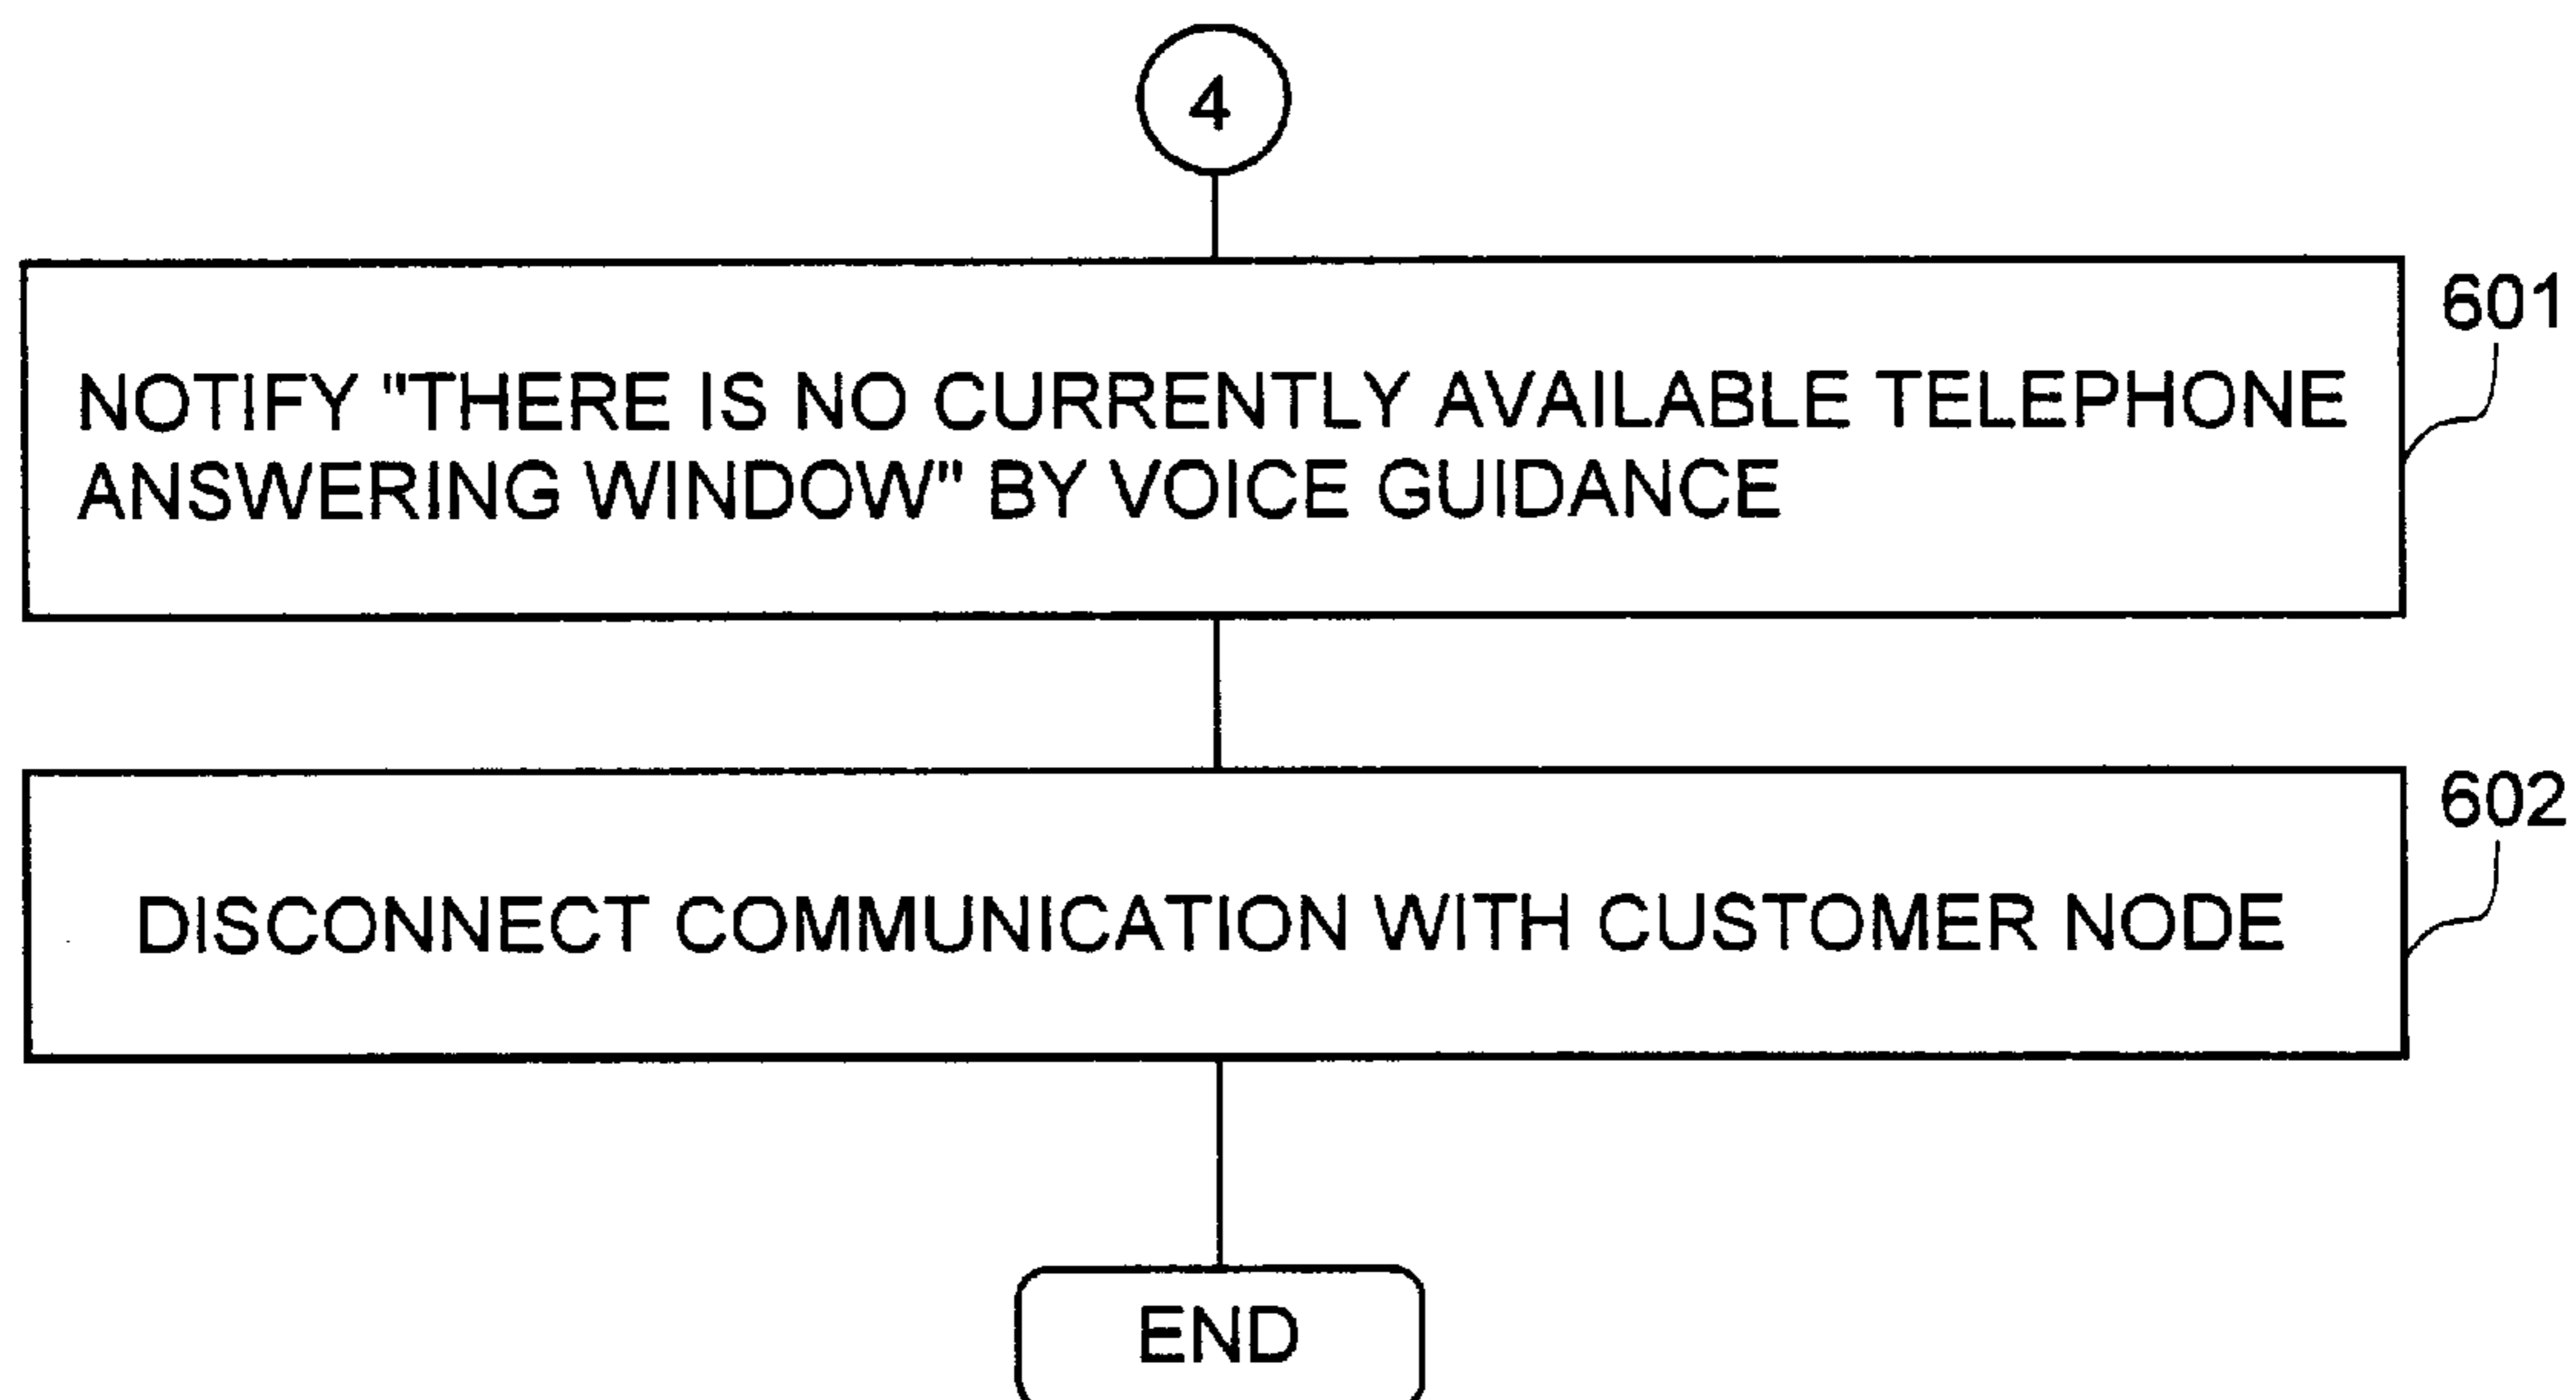 4
601
NOTIFY "THERE IS NO CURRENTLY AVAILABLE TELEPHONE
ANSWERING WINDOW" BY VOICE GUIDANCE
602
DISCONNECT COMMUNICATION WITH CUSTOMER NODE
END